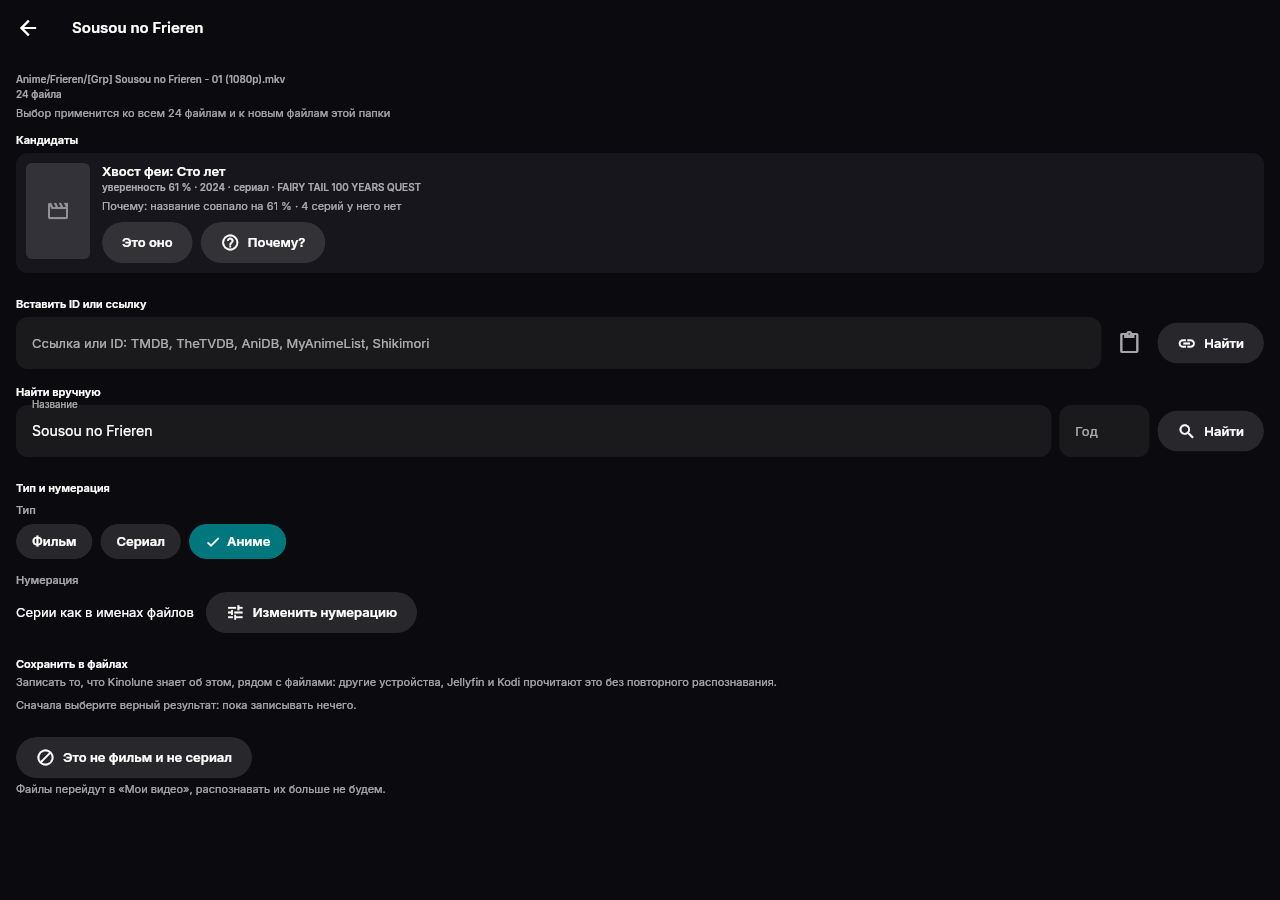 Sousou no Frieren
Anime/Frieren/[Grp] Sousou no Frieren - 01 (1080p).mkv
24 файла
Выбор применится ко всем 24 файлам и к новым файлам этой папки
Кандидаты
Хвост феи: Сто лет
уверенность 61 % · 2024 · сериал · FAIRY TAIL 100 YEARS QUEST
Почему: название совпало на 61 % · 4 серий у него нет
Это оно
Почему?
Вставить ID или ссылку
Ссылка или ID: TMDB, TheTVDB, AniDB, MyAnimeList, Shikimori
Найти
Найти вручную
Название
Sousou no Frieren
Год
Найти
Тип и нумерация
Тип
Фильм
Сериал
Аниме
Нумерация
Серии как в именах файлов
Изменить нумерацию
Сохранить в файлах
Записать то, что Kinolune знает об этом, рядом с файлами: другие устройства, Jellyfin и Kodi прочитают это без повторного распознавания.
Сначала выберите верный результат: пока записывать нечего.
Это не фильм и не сериал
Файлы перейдут в «Мои видео», распознавать их больше не будем.